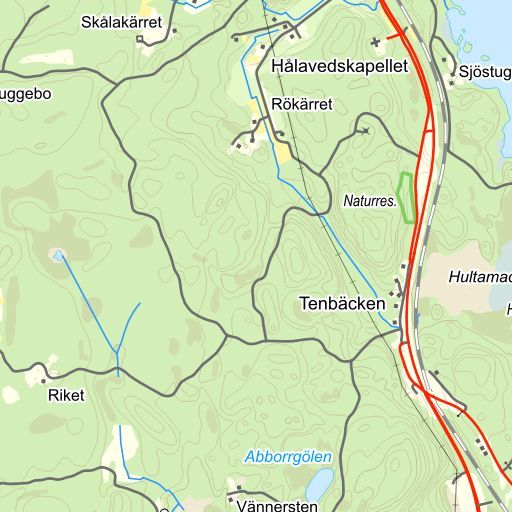 Skålakärret
Hålavedskapellet
Sjöstug
uggebo
Rökärret
Naturres.
Hultamad
Tenbäcken
H
Riket
Abborrgölen
Vännersten